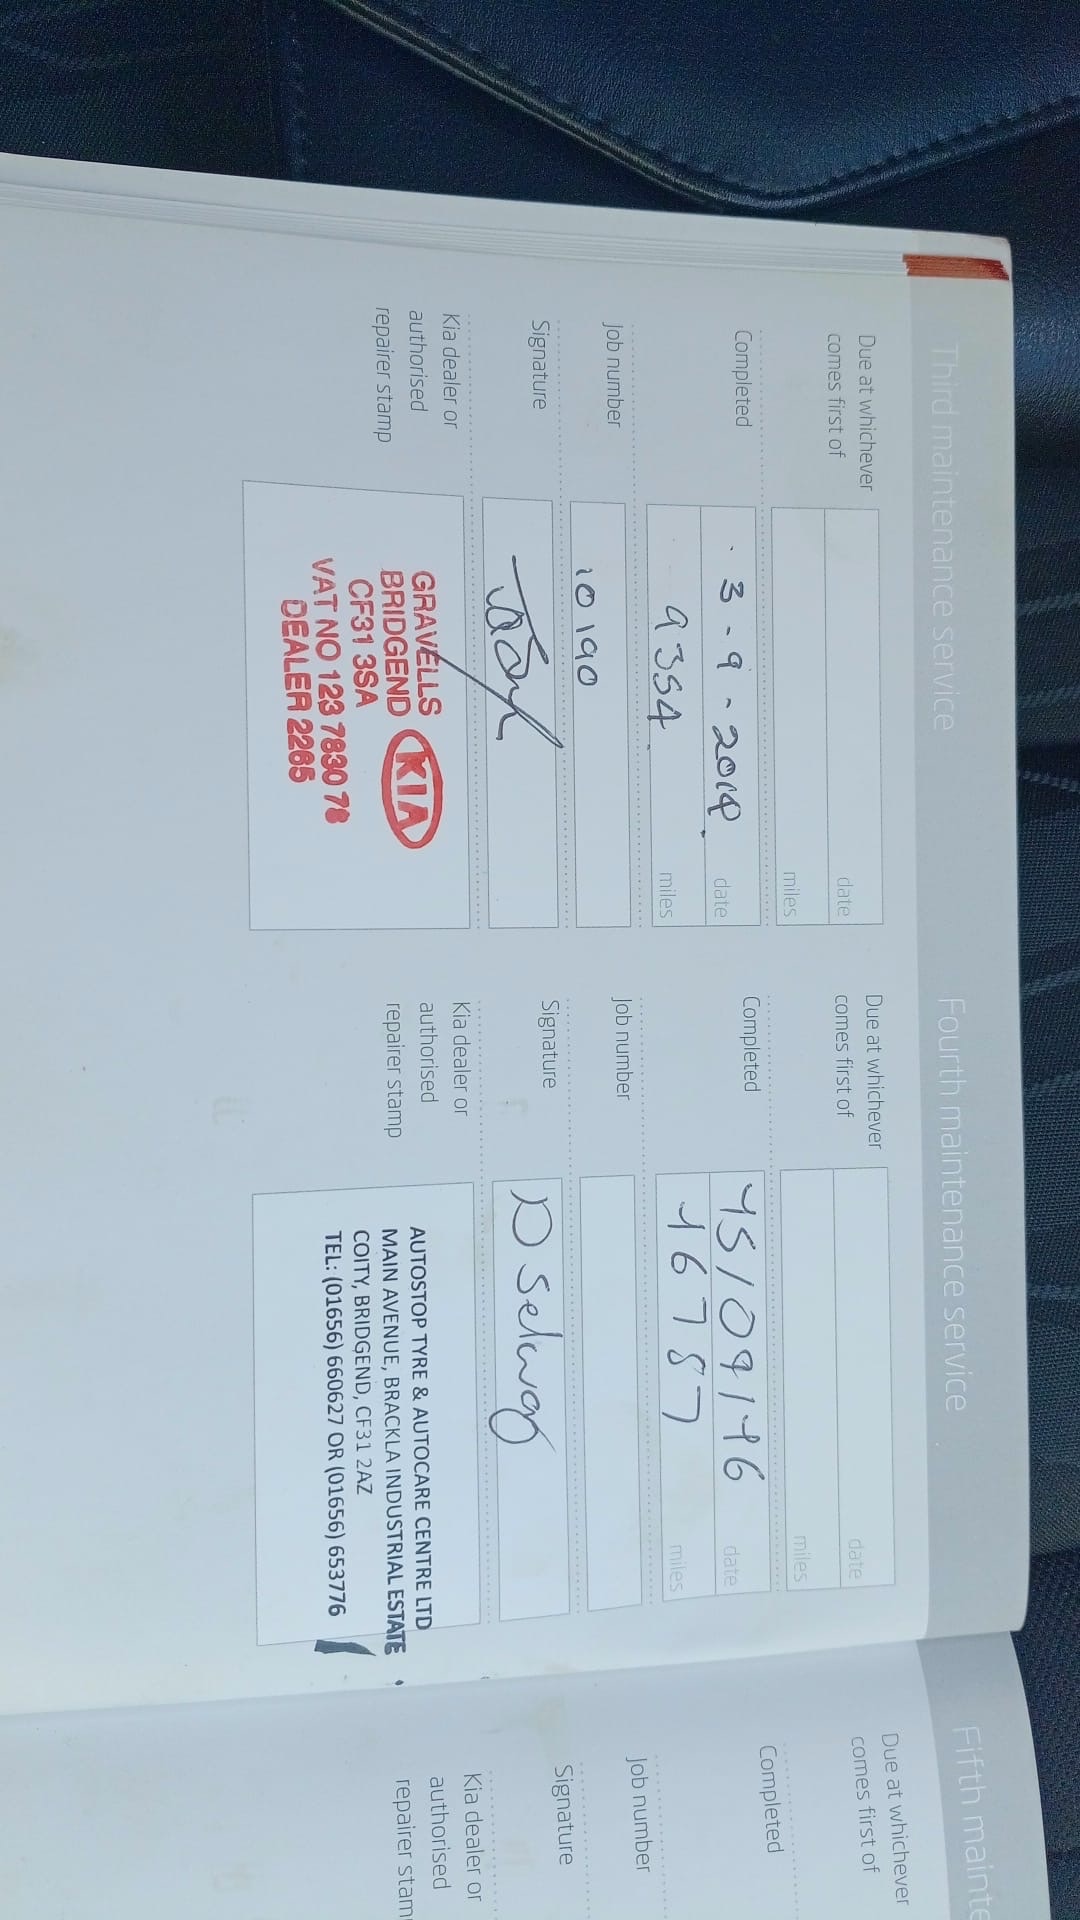 Third maintenance service
Due at whichever
comes first of
date
miles
Completed
3-9-2014 date
9354 miles
Job number
10190
Signature
Kia dealer or
authorised
repairer stamp
GRAVELLS
BRIDGEND
KIA
CF31 3SA
VAT NO 123 7830 78
DEALER 2265
Fourth maintenance service
Due at whichever
comes first of
date
miles
Completed
15/09/16 date
16787 miles
Job number
Signature
D Selway
Kia dealer or
authorised
repairer stamp
AUTOSTOP TYRE & AUTOCARE CENTRE LTD
MAIN AVENUE, BRACKLA INDUSTRIAL ESTATE
COITY, BRIDGEND, CF31 2AZ
TEL: (01656) 660627 OR (01656) 653776
Fifth mainte
Due at whichever
comes first of
Completed
Job number
Signature
Kia dealer or
authorised
repairer stam